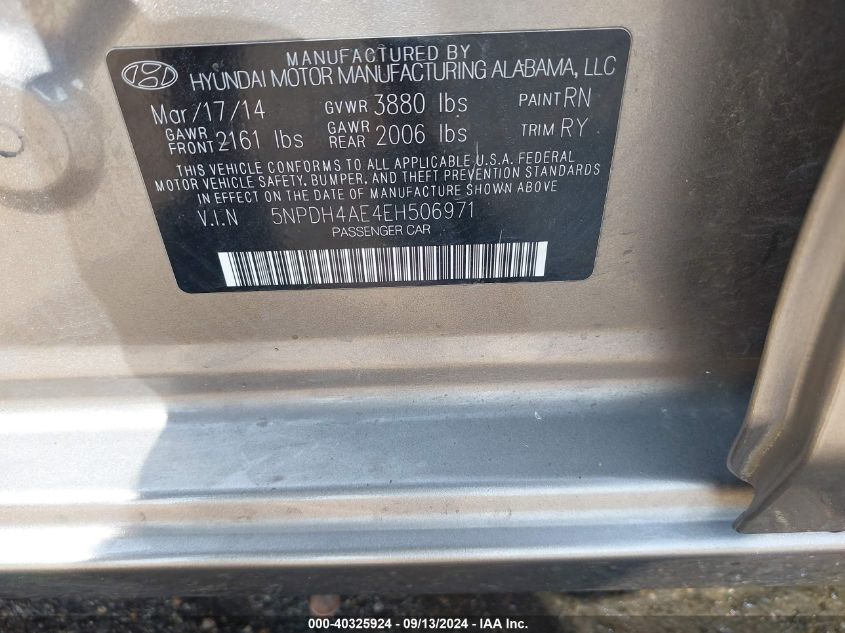 MANUFACTURED BY
HYUNDAI MOTOR MANUFACTURING ALABAMA, LLC
Mar/17/14 GVWR 3880 lbs PAINT RN
GAWR FRONT 2161 lbs GAWR REAR 2006 lbs TRIM RY
THIS VEHICLE CONFORMS TO ALL APPLICABLE U.S.A. FEDERAL
MOTOR VEHICLE SAFETY, BUMPER, AND THEFT PREVENTION STANDARDS
IN EFFECT ON THE DATE OF MANUFACTURE SHOWN ABOVE
V.I.N 5NPDH4AE4EH506971
PASSENGER CAR
000-40325924 - 09/13/2024 - IAA Inc.